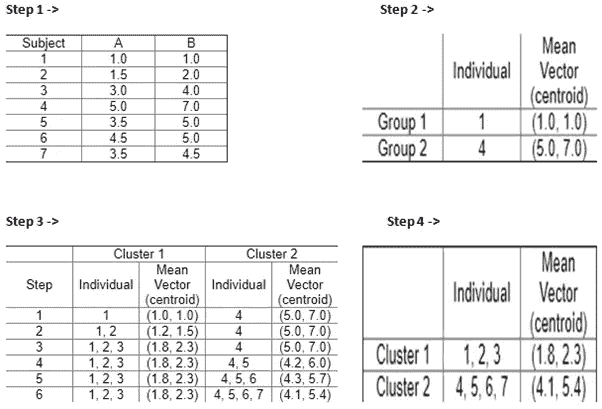 Step 1 ->
Subject A B
1 1.0 1.0
2 1.5 2.0
3 3.0 4.0
4 5.0 7.0
5 3.5 5.0
6 4.5 5.0
7 3.5 4.5
Step 2 ->
Individual Mean Vector (centroid)
Group 1 1 (1.0, 1.0)
Group 2 4 (5.0, 7.0)
Step 3 ->
Cluster 1 Cluster 2
Step Individual Mean Vector (centroid) Individual Mean Vector (centroid)
1 1 (1.0, 1.0) 4 (5.0, 7.0)
2 1, 2 (1.2, 1.5) 4 (5.0, 7.0)
3 1, 2, 3 (1.8, 2.3) 4 (5.0, 7.0)
4 1, 2, 3 (1.8, 2.3) 4, 5 (4.2, 6.0)
5 1, 2, 3 (1.8, 2.3) 4, 5, 6 (4.3, 5.7)
6 1, 2, 3 (1.8, 2.3) 4, 5, 6, 7 (4.1, 5.4)
Step 4 ->
Individual Mean Vector (centroid)
Cluster 1 1, 2, 3 (1.8, 2.3)
Cluster 2 4, 5, 6, 7 (4.1, 5.4)